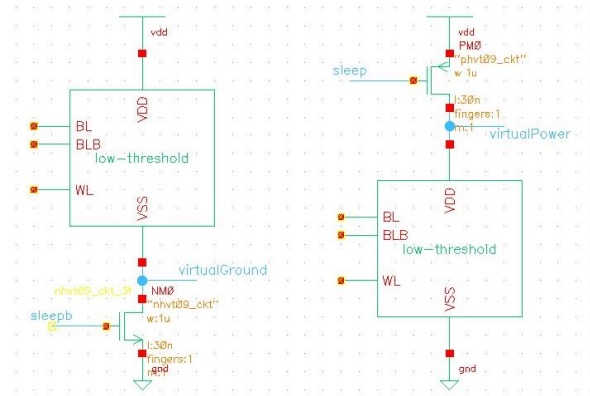 vdd
VDD
BL
BLB
low-threshold
WL
VSS
virtualGround
nhvt09_ckt_3t
NM0
"nhvt09_ckt"
w:1u
sleepb
l:30n
fingers:1
gnd
vdd
PM0
"phvt09_ckt"
w:1u
sleep
l:30n
fingers:1
m:1
virtualPower
VDD
BL
BLB
low-threshold
WL
VSS
gnd